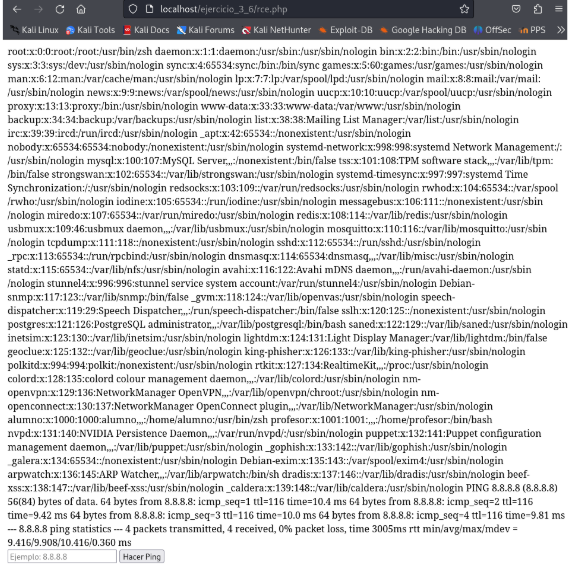 localhost/ejercicio_3_6/rce.php
Kali Linux Kali Tools Kali Docs Kali Forums Kali NetHunter Exploit-DB Google Hacking DB OffSec PPS
root:x:0:0:root:/root:/usr/bin/zsh daemon:x:1:1:daemon:/usr/sbin:/usr/sbin/nologin bin:x:2:2:bin:/bin:/usr/sbin/nologin
sys:x:3:3:sys:/dev:/usr/sbin/nologin sync:x:4:65534:sync:/bin:/bin/sync games:x:5:60:games:/usr/games:/usr/sbin/nologin
man:x:6:12:man:/var/cache/man:/usr/sbin/nologin lp:x:7:7:lp:/var/spool/lpd:/usr/sbin/nologin mail:x:8:8:mail:/var/mail:
/usr/sbin/nologin news:x:9:9:news:/var/spool/news:/usr/sbin/nologin uucp:x:10:10:uucp:/var/spool/uucp:/usr/sbin/nologin
proxy:x:13:13:proxy:/bin:/usr/sbin/nologin www-data:x:33:33:www-data:/var/www:/usr/sbin/nologin
backup:x:34:34:backup:/var/backups:/usr/sbin/nologin list:x:38:38:Mailing List Manager:/var/list:/usr/sbin/nologin
irc:x:39:39:ircd:/run/ircd:/usr/sbin/nologin _apt:x:42:65534::/nonexistent:/usr/sbin/nologin
nobody:x:65534:65534:nobody:/nonexistent:/usr/sbin/nologin systemd-network:x:998:998:systemd Network Management:/:
/usr/sbin/nologin mysql:x:100:107:MySQL Server,,,:/nonexistent:/bin/false tss:x:101:108:TPM software stack,,,:/var/lib/tpm:
/bin/false strongswan:x:102:65534::/var/lib/strongswan:/usr/sbin/nologin systemd-timesync:x:997:997:systemd Time
Synchronization:/:/usr/sbin/nologin redsocks:x:103:109::/var/run/redsocks:/usr/sbin/nologin rwhod:x:104:65534::/var/spool
/rwho:/usr/sbin/nologin iodine:x:105:65534::/run/iodine:/usr/sbin/nologin messagebus:x:106:111::/nonexistent:/usr/sbin
/nologin miredo:x:107:65534::/var/run/miredo:/usr/sbin/nologin redis:x:108:114::/var/lib/redis:/usr/sbin/nologin
usbmux:x:109:46:usbmux daemon,,,:/var/lib/usbmux:/usr/sbin/nologin mosquitto:x:110:116::/var/lib/mosquitto:/usr/sbin
/nologin tcpdump:x:111:118::/nonexistent:/usr/sbin/nologin sshd:x:112:65534::/run/sshd:/usr/sbin/nologin
_rpc:x:113:65534::/run/rpcbind:/usr/sbin/nologin dnsmasq:x:114:65534:dnsmasq,,,:/var/lib/misc:/usr/sbin/nologin
statd:x:115:65534::/var/lib/nfs:/usr/sbin/nologin avahi:x:116:122:Avahi mDNS daemon,,,:/run/avahi-daemon:/usr/sbin
/nologin stunnel4:x:996:996:stunnel service system account:/var/run/stunnel4:/usr/sbin/nologin Debian-
snmp:x:117:123::/var/lib/snmp:/bin/false _gvm:x:118:124::/var/lib/openvas:/usr/sbin/nologin speech-
dispatcher:x:119:29:Speech Dispatcher,,,:/run/speech-dispatcher:/bin/false sslh:x:120:125::/nonexistent:/usr/sbin/nologin
postgres:x:121:126:PostgreSQL administrator,,,:/var/lib/postgresql:/bin/bash saned:x:122:129::/var/lib/saned:/usr/sbin/nologin
inetsim:x:123:130::/var/lib/inetsim:/usr/sbin/nologin lightdm:x:124:131:Light Display Manager:/var/lib/lightdm:/bin/false
geoclue:x:125:132::/var/lib/geoclue:/usr/sbin/nologin king-phisher:x:126:133::/var/lib/king-phisher:/usr/sbin/nologin
polkitd:x:994:994:polkit:/nonexistent:/usr/sbin/nologin rtkit:x:127:134:RealtimeKit,,,:/proc:/usr/sbin/nologin
colord:x:128:135:colord colour management daemon,,,:/var/lib/colord:/usr/sbin/nologin nm-
openvpn:x:129:136:NetworkManager OpenVPN,,,:/var/lib/openvpn/chroot:/usr/sbin/nologin nm-
openconnect:x:130:137:NetworkManager OpenConnect plugin,,,:/var/lib/NetworkManager:/usr/sbin/nologin
alumno:x:1000:1000:alumno,,,:/home/alumno:/usr/bin/zsh profesor:x:1001:1001:,,,:/home/profesor:/bin/bash
nvpd:x:131:140:NVIDIA Persistence Daemon,,,:/var/run/nvpd/:/usr/sbin/nologin puppet:x:132:141:Puppet configuration
management daemon,,,:/var/lib/puppet:/usr/sbin/nologin _gophish:x:133:142::/var/lib/gophish:/usr/sbin/nologin
_galera:x:134:65534::/nonexistent:/usr/sbin/nologin Debian-exim:x:135:143::/var/spool/exim4:/usr/sbin/nologin
arpwatch:x:136:145:ARP Watcher,,,:/var/lib/arpwatch:/bin/sh dradis:x:137:146::/var/lib/dradis:/usr/sbin/nologin beef-
xss:x:138:147::/var/lib/beef-xss:/usr/sbin/nologin _caldera:x:139:148::/var/lib/caldera:/usr/sbin/nologin PING 8.8.8.8 (8.8.8.8)
56(84) bytes of data. 64 bytes from 8.8.8.8: icmp_seq=1 ttl=116 time=10.4 ms 64 bytes from 8.8.8.8: icmp_seq=2 ttl=116
time=9.42 ms 64 bytes from 8.8.8.8: icmp_seq=3 ttl=116 time=10.0 ms 64 bytes from 8.8.8.8: icmp_seq=4 ttl=116 time=9.81 ms
--- 8.8.8.8 ping statistics --- 4 packets transmitted, 4 received, 0% packet loss, time 3005ms rtt min/avg/max/mdev =
9.416/9.908/10.416/0.360 ms
Ejemplo: 8.8.8.8 Hacer Ping